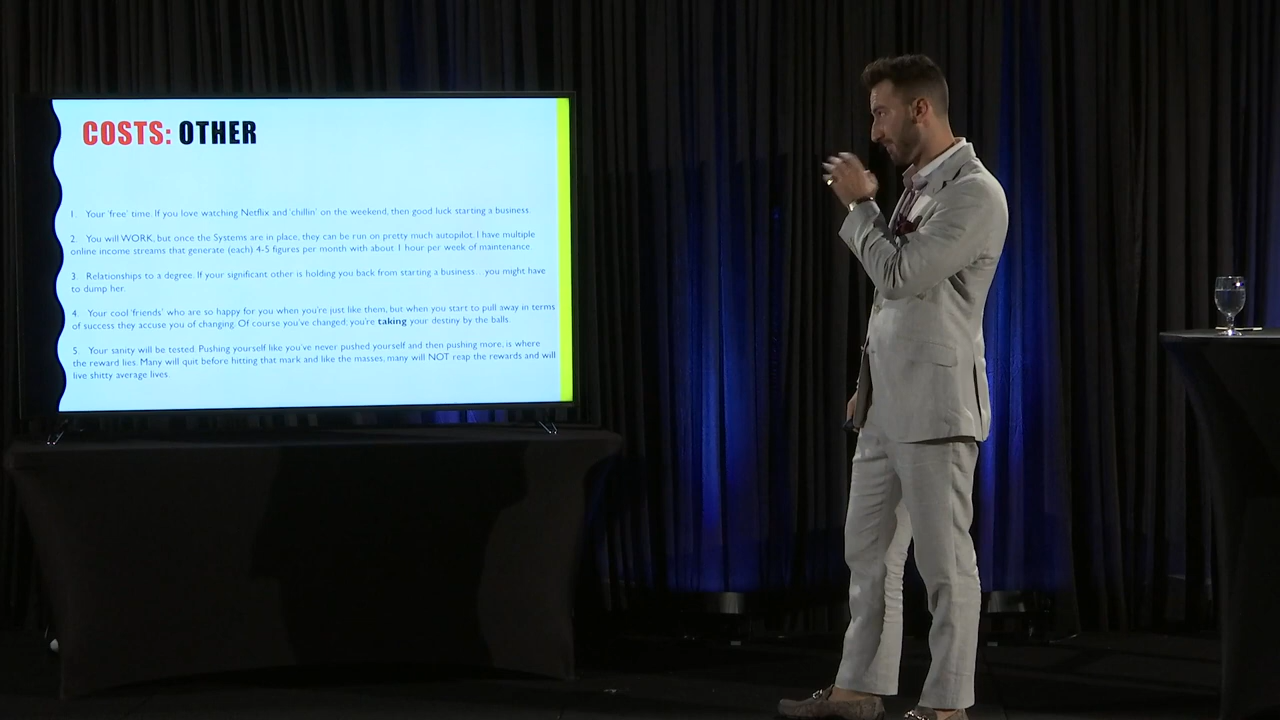 COSTS: OTHER
1. Your 'free' time. If you love watching Netflix and 'chillin' on the weekend, then good luck starting a business.
2. You will WORK, but once the Systems are in place, they can be run on pretty much autopilot. I have multiple
online income streams that generate (each) 4-5 figures per month with about 1 hour per week of maintenance.
3. Relationships to a degree. If your significant other is holding you back from starting a business... you might have
to dump her.
4. Your cool 'friends' who are so happy for you when you're just like them, but when you start to pull away in terms
of success they accuse you of changing. Of course you've changed; you're taking your destiny by the balls.
5. Your sanity will be tested. Pushing yourself like you've never pushed yourself and then pushing more, is where
the reward lies. Many will quit before hitting that mark and like the masses, many will NOT reap the rewards and will
live shitty average lives.